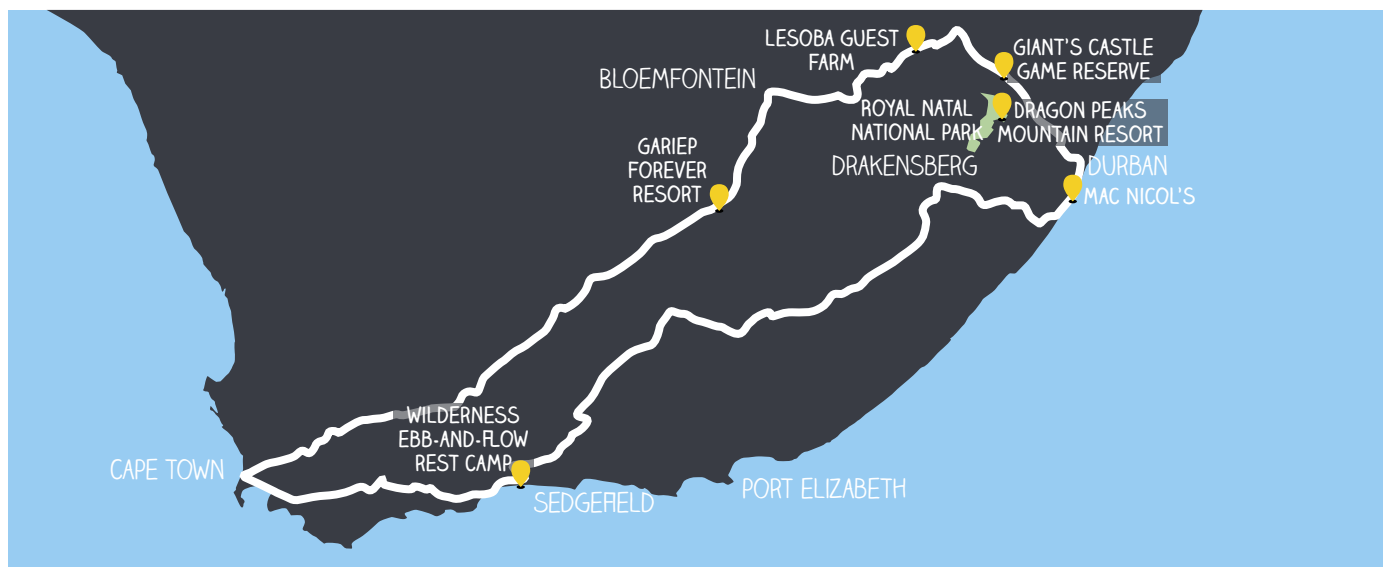 LESOBA GUEST
FARM
GIANT'S CASTLE
GAME RESERVE
BLOEMFONTEIN
ROYAL NATAL
NATIONAL PARK
DRAGON PEAKS
MOUNTAIN RESORT
GARIEP
FOREVER
RESORT
DRAKENSBERG
DURBAN
MAC NICOL'S
WILDERNESS
EBB-AND-FLOW
REST CAMP
CAPE TOWN
SEDGEFIELD
PORT ELIZABETH